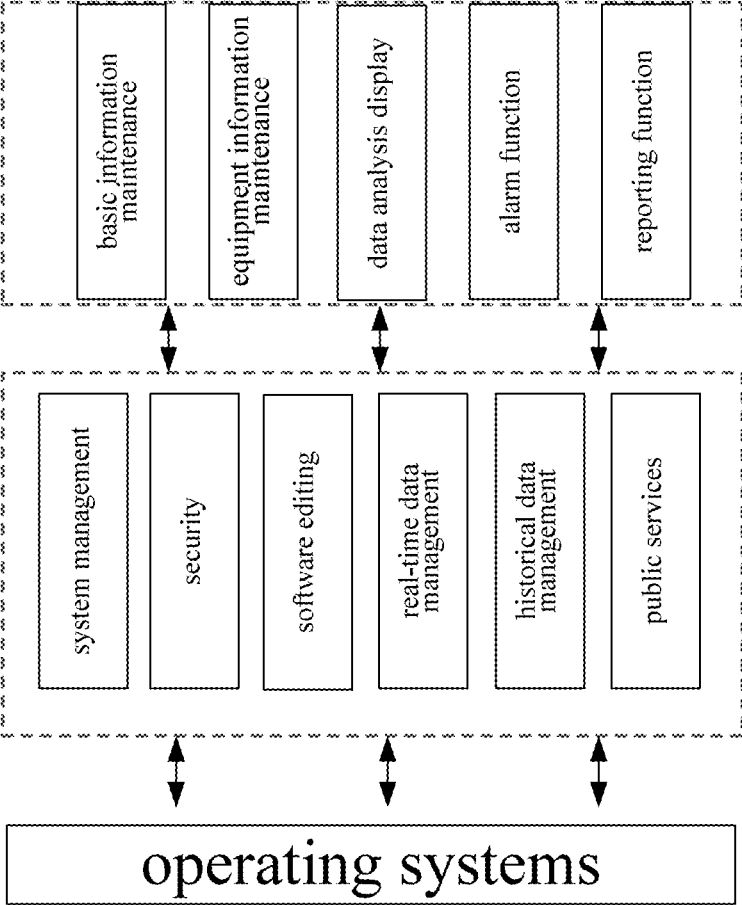 basic information
maintenance
equipment information
maintenance
data analysis display
alarm function
reporting function
system management
security
software editing
real-time data
management
historical data
management
public services
operating systems